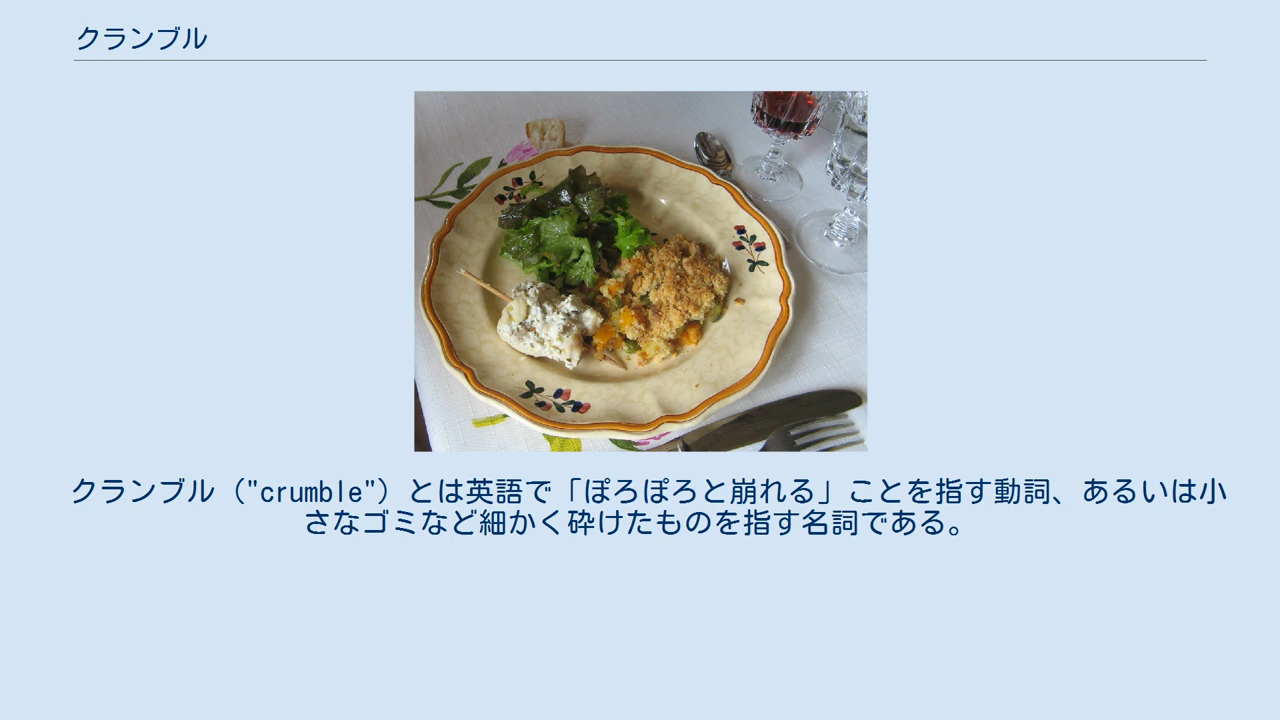 クランブル
クランブル（"crumble"）とは英語で「ぽろぽろと崩れる」ことを指す動詞、あるいは小
さなゴミなど細かく砕けたものを指す名詞である。